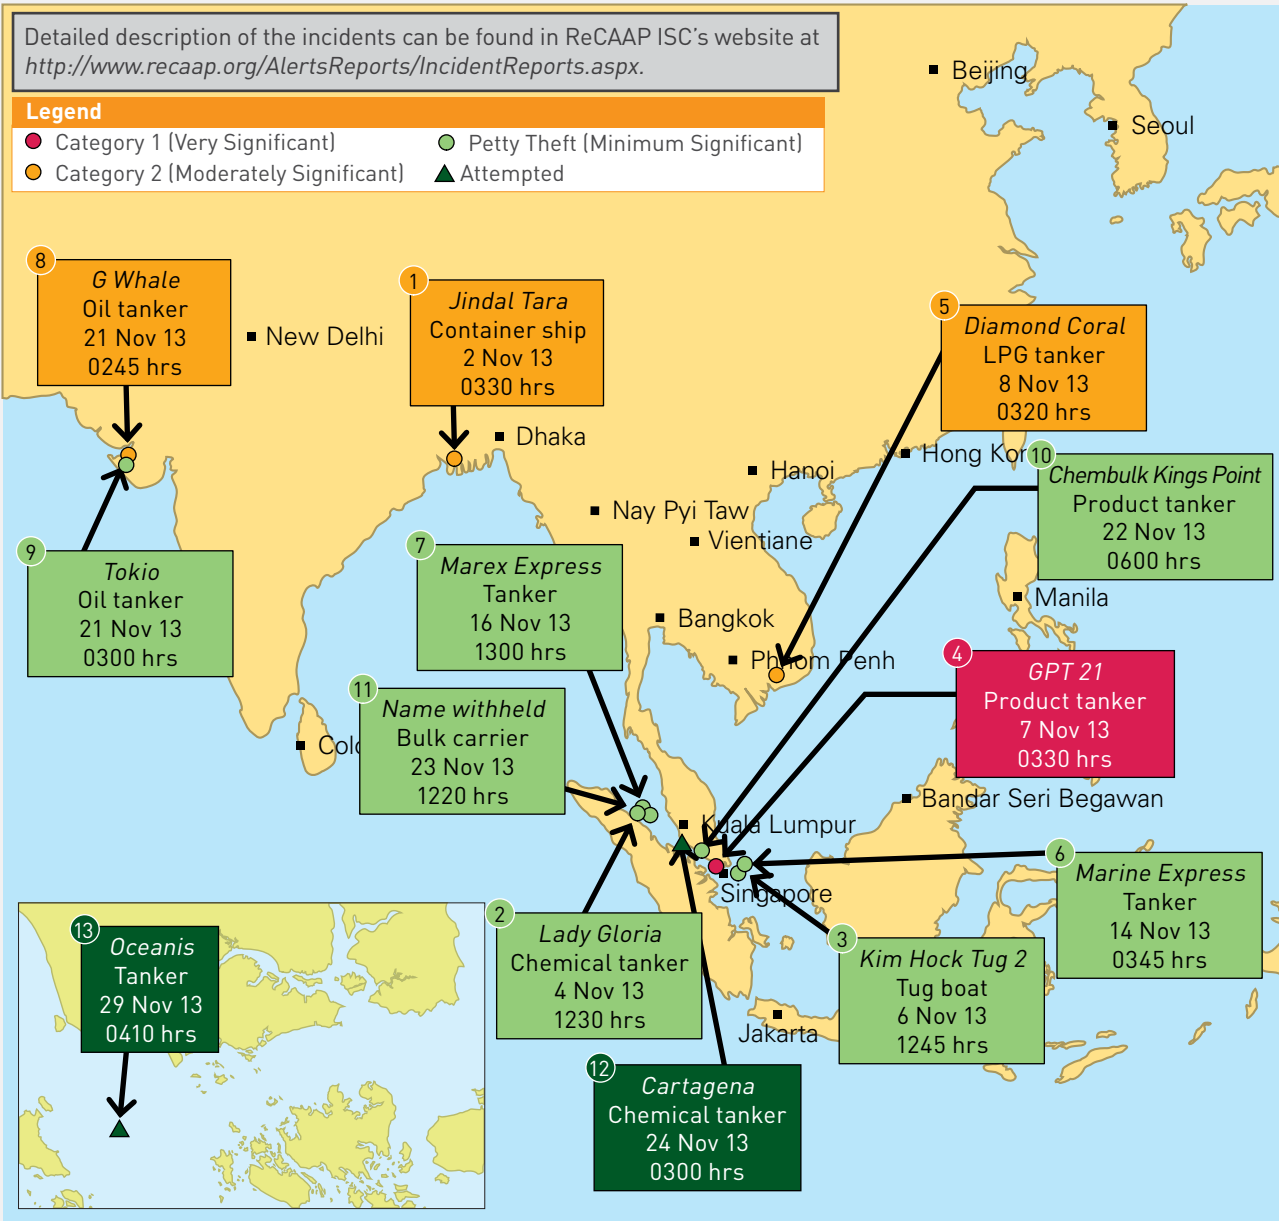 Detailed description of the incidents can be found in ReCAAP ISC's website at
http://www.recaap.org/AlertsReports/IncidentReports.aspx.
Legend
Category 1 (Very Significant)
Petty Theft (Minimum Significant)
Category 2 (Moderately Significant)
Attempted
Beijing
Seoul
8
G Whale
Oil tanker
21 Nov 13
0245 hrs
New Delhi
1
Jindal Tara
Container ship
2 Nov 13
0330 hrs
5
Diamond Coral
LPG tanker
8 Nov 13
0320 hrs
Dhaka
Hong Kon
Hanoi
10
Chembulk Kings Point
Product tanker
22 Nov 13
0600 hrs
Nay Pyi Taw
Vientiane
9
Tokio
Oil tanker
21 Nov 13
0300 hrs
7
Marex Express
Tanker
16 Nov 13
1300 hrs
Manila
Bangkok
Phnom Penh
4
GPT 21
Product tanker
7 Nov 13
0330 hrs
11
Name withheld
Bulk carrier
23 Nov 13
1220 hrs
Colo
Bandar Seri Begawan
Kuala Lumpur
Singapore
6
Marine Express
Tanker
14 Nov 13
0345 hrs
2
Lady Gloria
Chemical tanker
4 Nov 13
1230 hrs
3
Kim Hock Tug 2
Tug boat
6 Nov 13
1245 hrs
13
Oceanis
Tanker
29 Nov 13
0410 hrs
Jakarta
12
Cartagena
Chemical tanker
24 Nov 13
0300 hrs